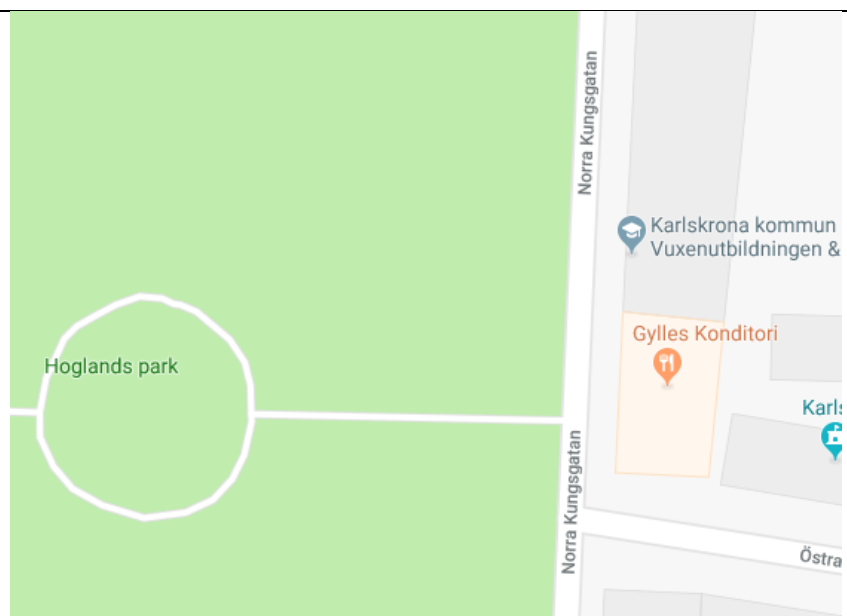 Norra Kungsgatan
Karlskrona kommun
Vuxenutbildningen &
Gylles Konditori
Hoglands park
Karls
Norra Kungsgatan
Östra